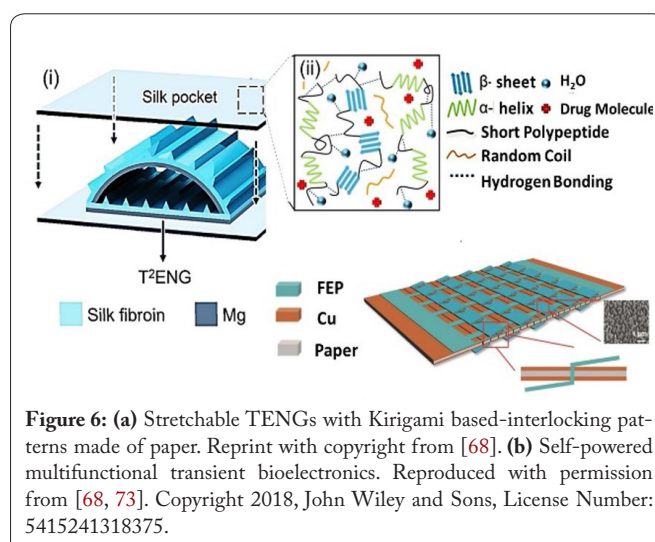 (i)
Silk pocket
T²ENG
Silk fibroin
Mg
(ii)
β- sheet
H₂O
α- helix
Drug Molecule
Short Polypeptide
Random Coil
Hydrogen Bonding
FEP
Cu
Paper
Figure 6: (a) Stretchable TENGs with Kirigami based-interlocking pat-
terns made of paper. Reprint with copyright from [68]. (b) Self-powered
multifunctional transient bioelectronics. Reproduced with permission
from [68, 73]. Copyright 2018, John Wiley and Sons, License Number:
5415241318375.